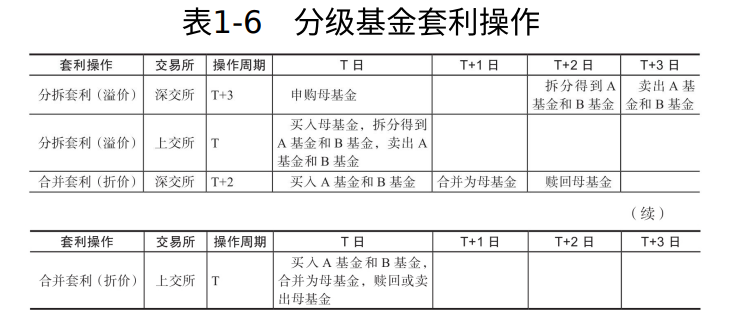 表1-6 分级基金套利操作
套利操作 交易所 操作周期 T 日 T+1 日 T+2 日 T+3 日
分拆套利（溢价） 深交所 T+3 申购母基金 拆分得到 A 基金和 B 基金 卖出 A 基金和 B 基金
分拆套利（溢价） 上交所 T 买入母基金，拆分得到 A 基金和 B 基金，卖出 A 基金和 B 基金
合并套利（折价） 深交所 T+2 买入 A 基金和 B 基金 合并为母基金 赎回母基金
（续）
套利操作 交易所 操作周期 T 日 T+1 日 T+2 日 T+3 日
合并套利（折价） 上交所 T 买入 A 基金和 B 基金，合并为母基金，赎回或卖出母基金